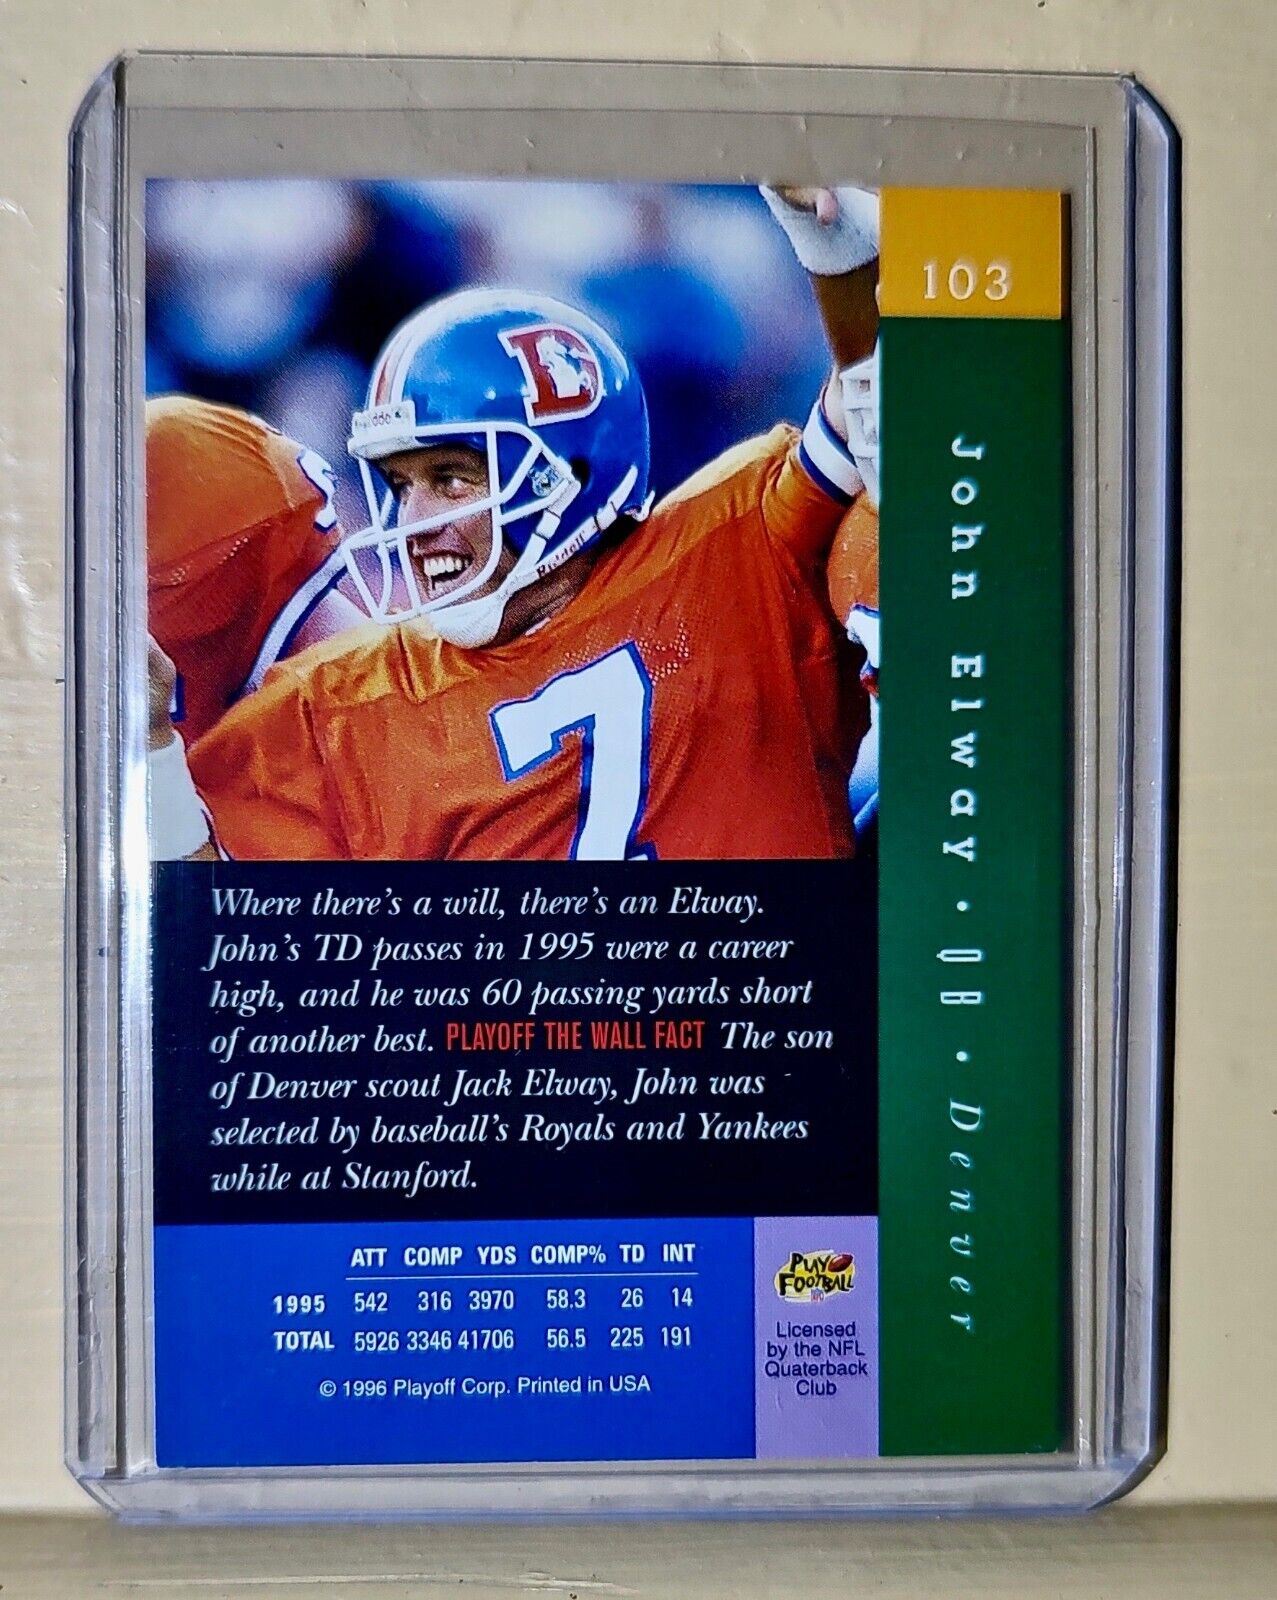 103
John Elway • QB • Denver
D
Riddell
7
Where there's a will, there's an Elway.
John's TD passes in 1995 were a career
high, and he was 60 passing yards short
of another best. PLAYOFF THE WALL FACT The son
of Denver scout Jack Elway, John was
selected by baseball's Royals and Yankees
while at Stanford.
ATT COMP YDS COMP% TD INT
1995 542 316 3970 58.3 26 14
TOTAL 5926 3346 41706 56.5 225 191
© 1996 Playoff Corp. Printed in USA
PLAY
FOOTBALL
NFL
Licensed
by the NFL
Quaterback
Club